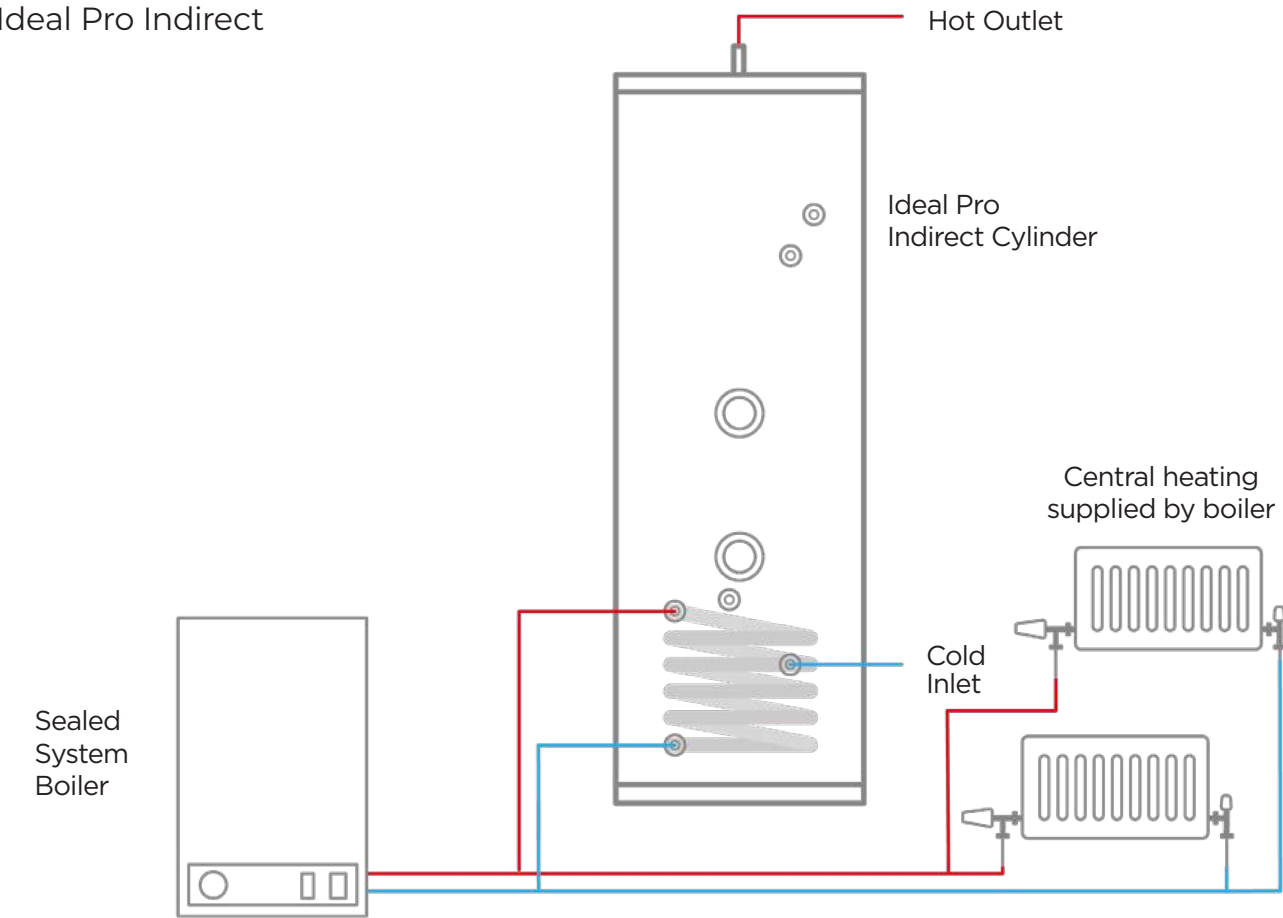 Ideal Pro Indirect
Hot Outlet
Ideal Pro
Indirect Cylinder
Central heating
supplied by boiler
Cold
Inlet
Sealed
System
Boiler